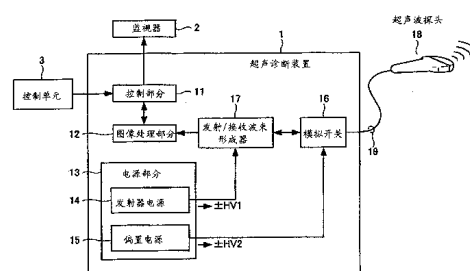 监视器
2
1
超声波探头
18
3
控制单元
超声诊断装置
控制部分
11
17
16
12
图像处理部分
发射/接收波束
形成器
模拟开关
19
13
电源部分
14
发射器电源
±HV1
15
偏置电源
±HV2